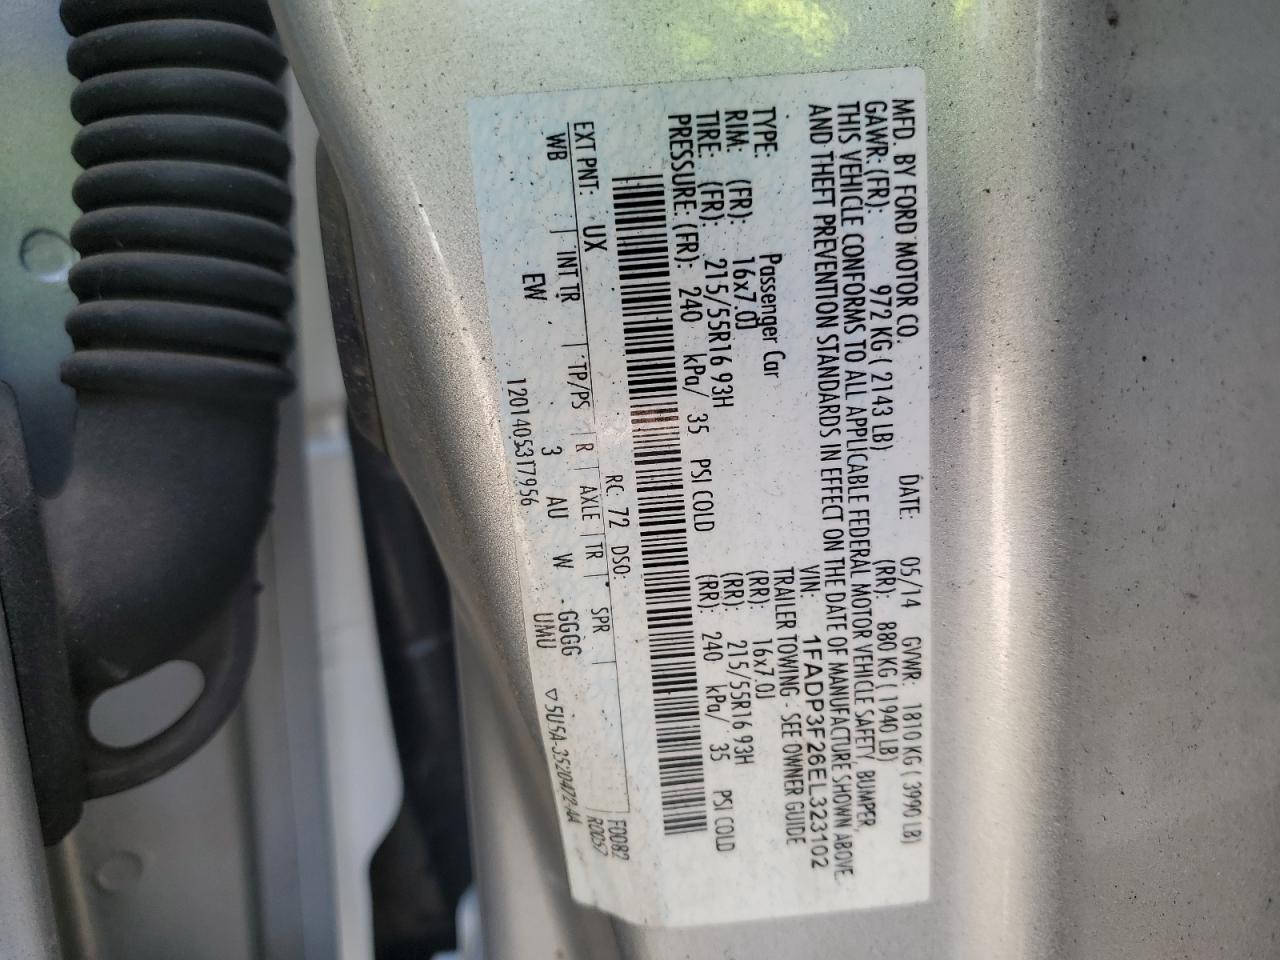 MFD. BY FORD MOTOR CO. DATE: 05/14 GVWR: 1810 KG ( 3990 LB)
GAWR: (FR): 972 KG ( 2143 LB) (RR): 880 KG ( 1940 LB)
THIS VEHICLE CONFORMS TO ALL APPLICABLE FEDERAL MOTOR VEHICLE SAFETY, BUMPER,
AND THEFT PREVENTION STANDARDS IN EFFECT ON THE DATE OF MANUFACTURE SHOWN ABOVE.
VIN: 1FADP3F26EL323102
TYPE: Passenger Car TRAILER TOWING - SEE OWNER GUIDE
RIM: (FR): 16x7.0J (RR): 16x7.0J
TIRE: (FR): 215/55R16 93H (RR): 215/55R16 93H
PRESSURE: (FR): 240 kPa/ 35 PSI COLD (RR): 240 kPa/ 35 PSI COLD
EXT PNT: UX RC: 72 DSO: F0082
WB | INT TR | TP/PS | R | AXLE | TR | SPR | R0057
EW 3 AU W GGGG
1201405317956 UMU ▽5U5A-3520472-AA